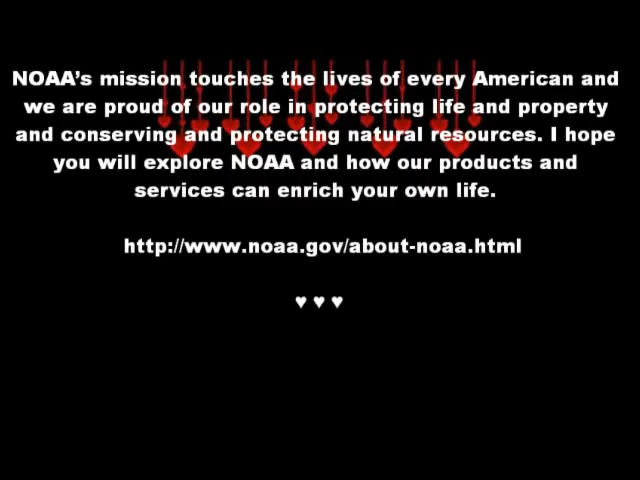 NOAA’s mission touches the lives of every American and
we are proud of our role in protecting life and property
and conserving and protecting natural resources. I hope
you will explore NOAA and how our products and
services can enrich your own life.
http://www.noaa.gov/about-noaa.html
♥ ♥ ♥